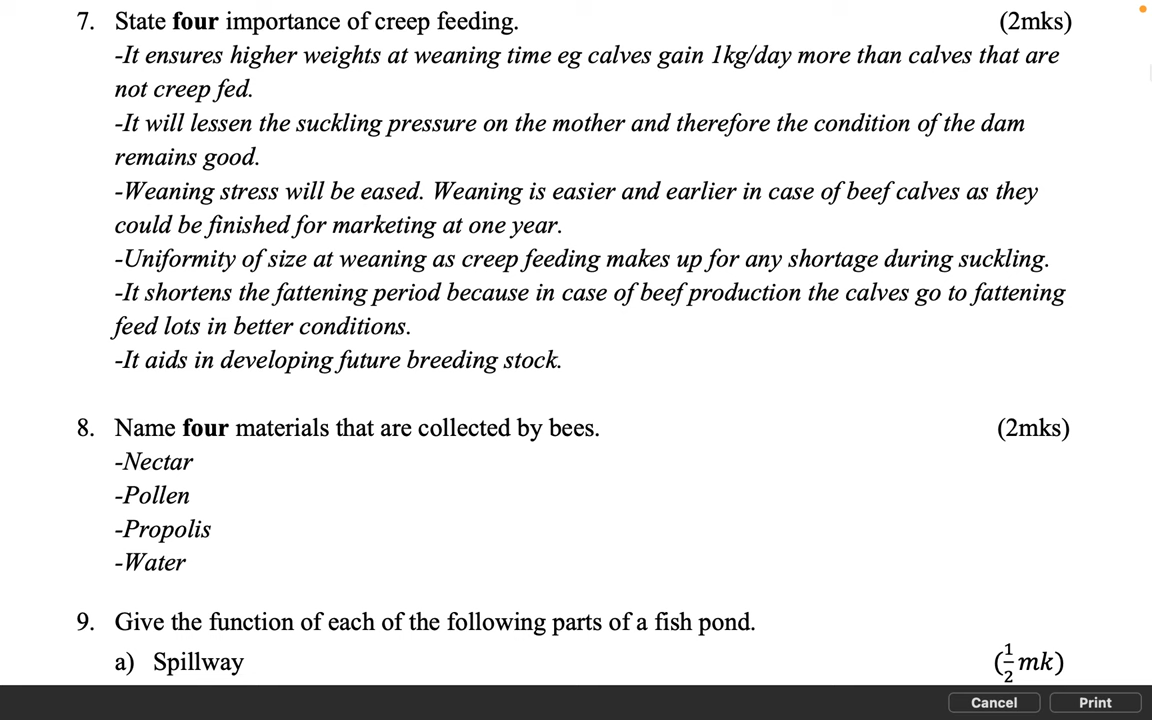 7. State four importance of creep feeding. (2mks)
-It ensures higher weights at weaning time eg calves gain 1kg/day more than calves that are
not creep fed.
-It will lessen the suckling pressure on the mother and therefore the condition of the dam
remains good.
-Weaning stress will be eased. Weaning is easier and earlier in case of beef calves as they
could be finished for marketing at one year.
-Uniformity of size at weaning as creep feeding makes up for any shortage during suckling.
-It shortens the fattening period because in case of beef production the calves go to fattening
feed lots in better conditions.
-It aids in developing future breeding stock.
8. Name four materials that are collected by bees. (2mks)
-Nectar
-Pollen
-Propolis
-Water
9. Give the function of each of the following parts of a fish pond.
a) Spillway (1/2 mk)
Cancel Print